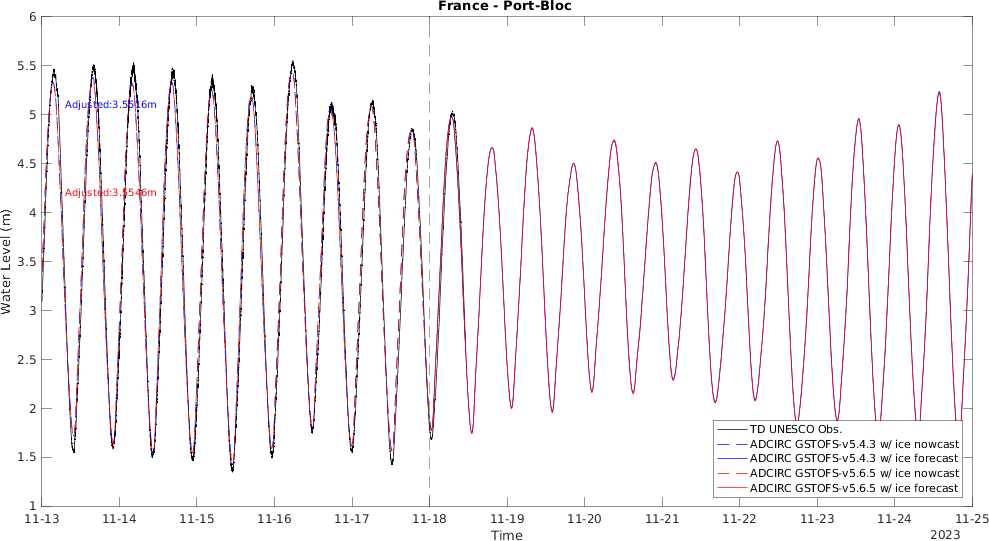 France - Port-Bloc
6
5.5
5
4.5
4
3.5
3
2.5
2
1.5
1
Water Level (m)
Adjusted:3.5516m
Adjusted:3.5546m
TD UNESCO Obs.
ADCIRC GSTOFS-v5.4.3 w/ ice nowcast
ADCIRC GSTOFS-v5.4.3 w/ ice forecast
ADCIRC GSTOFS-v5.6.5 w/ ice nowcast
ADCIRC GSTOFS-v5.6.5 w/ ice forecast
11-13 11-14 11-15 11-16 11-17 11-18 11-19 11-20 11-21 11-22 11-23 11-24 11-25
Time
2023